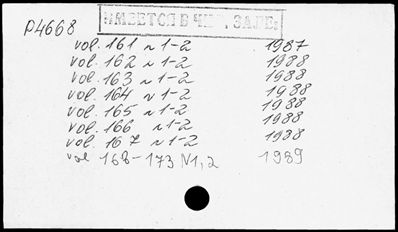 ИМЕЕТСЯ В ЧИТ. ЗАЛЕ.
P4668
vol. 161 N 1-2 1987
vol. 162 N 1-2 1988
vol. 163 N 1-2 1988
vol. 164 N 1-2 1988
vol. 165 N 1-2 1988
vol. 166 N 1-2 1988
vol. 167 N 1-2 1988
vol 168-173 N1,2 1989